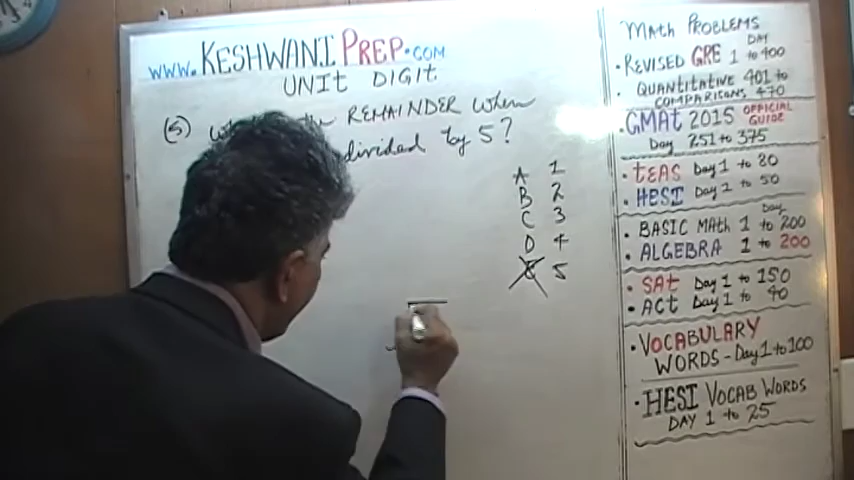 www.KESHWANIPREP.COM
UNIT DIGIT
(5) REMAINDER when
divided by 5?
A 1
B 2
C 3
D 4
E 5
MATH PROBLEMS
• REVISED GRE DAY 1 to 400
• QUANTITATIVE 401 to
COMPARISONS, 470
• GMAT 2015 OFFICIAL GUIDE
Day 251 to 375
• TEAS Day 1 to 80
• HESI Day 1 to 50
Day
• BASIC MATH 1 to 200
• ALGEBRA 1 to 200
• SAt Day 1 to 150
• ACt Day 1 to 40
• VOCABULARY
WORDS - Day 1 to 100
• HESI VOCAB WORDS
DAY 1 to 25